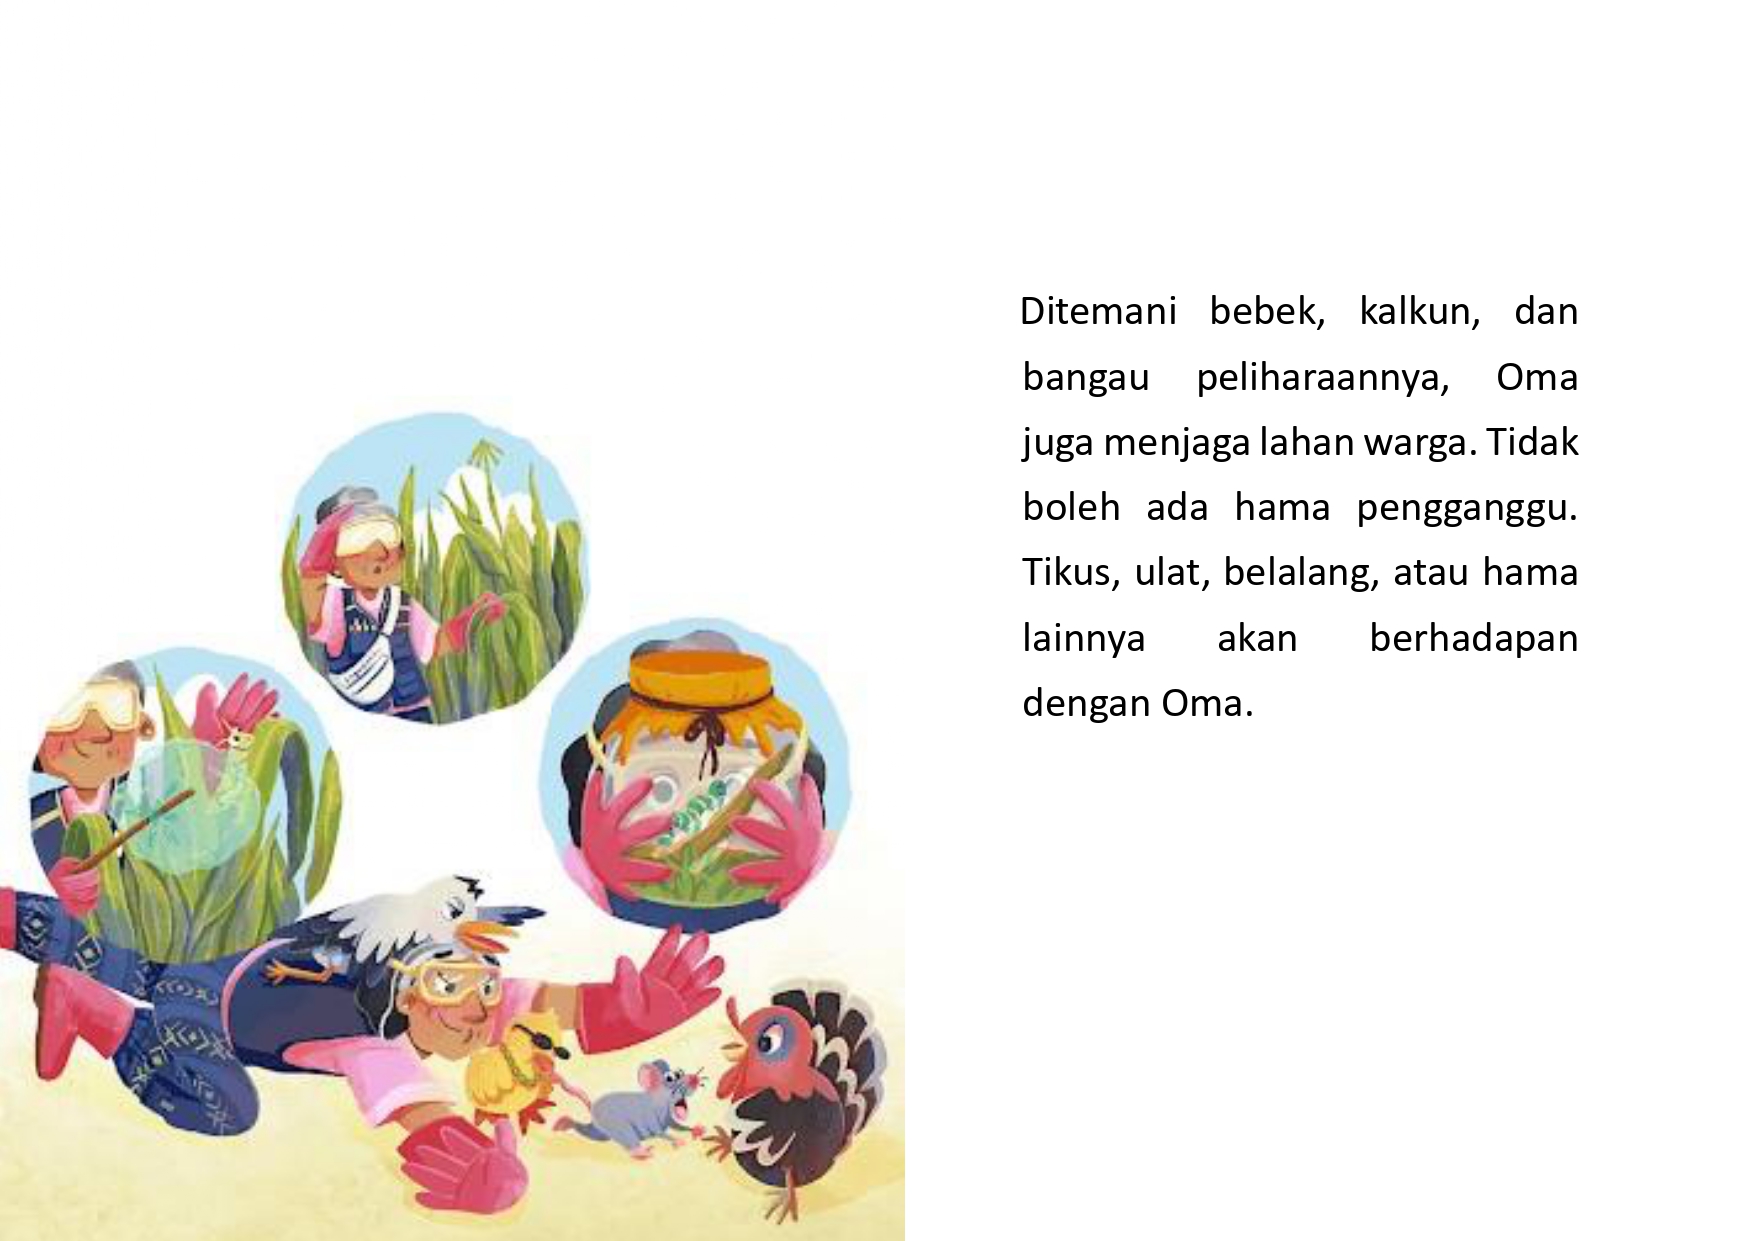 Ditemani bebek, kalkun, dan
bangau peliharaannya, Oma
juga menjaga lahan warga. Tidak
boleh ada hama pengganggu.
Tikus, ulat, belalang, atau hama
lainnya akan berhadapan
dengan Oma.